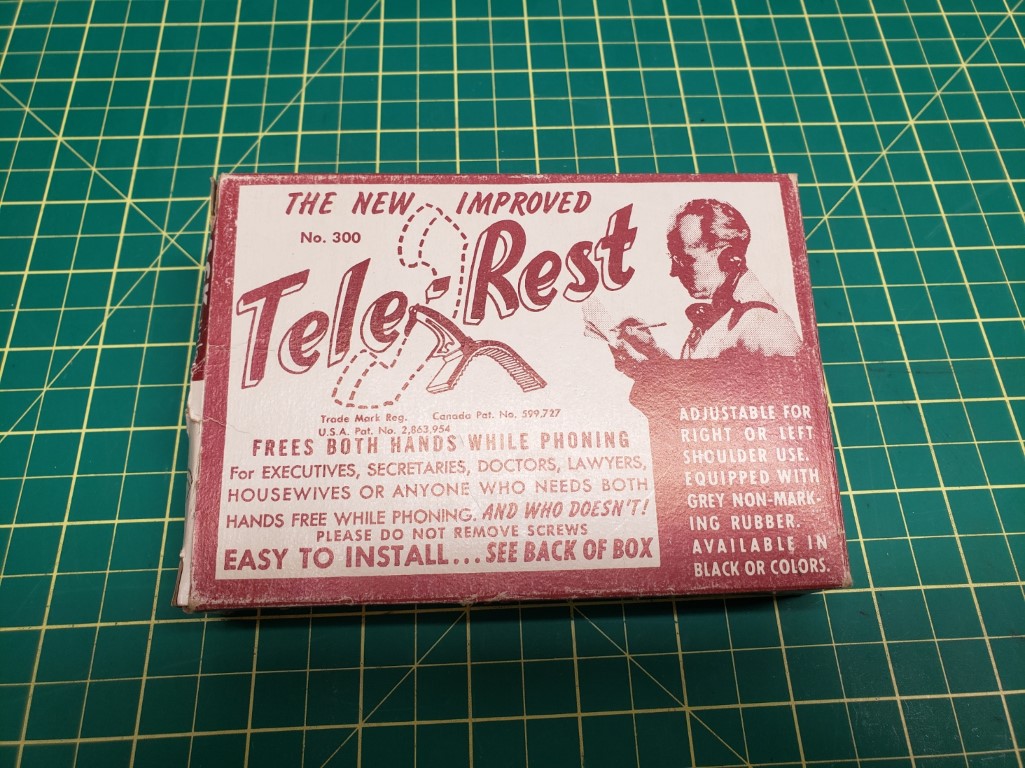 THE NEW IMPROVED
No. 300
Tele-Rest
Trade Mark Reg. Canada Pat. No. 599,727
U.S.A. Pat. No. 2,863,954
FREES BOTH HANDS WHILE PHONING
For EXECUTIVES, SECRETARIES, DOCTORS, LAWYERS,
HOUSEWIVES OR ANYONE WHO NEEDS BOTH
HANDS FREE WHILE PHONING. AND WHO DOESN'T!
PLEASE DO NOT REMOVE SCREWS
EASY TO INSTALL... SEE BACK OF BOX
ADJUSTABLE FOR
RIGHT OR LEFT
SHOULDER USE.
EQUIPPED WITH
GREY NON-MARK-
ING RUBBER.
AVAILABLE IN
BLACK OR COLORS.